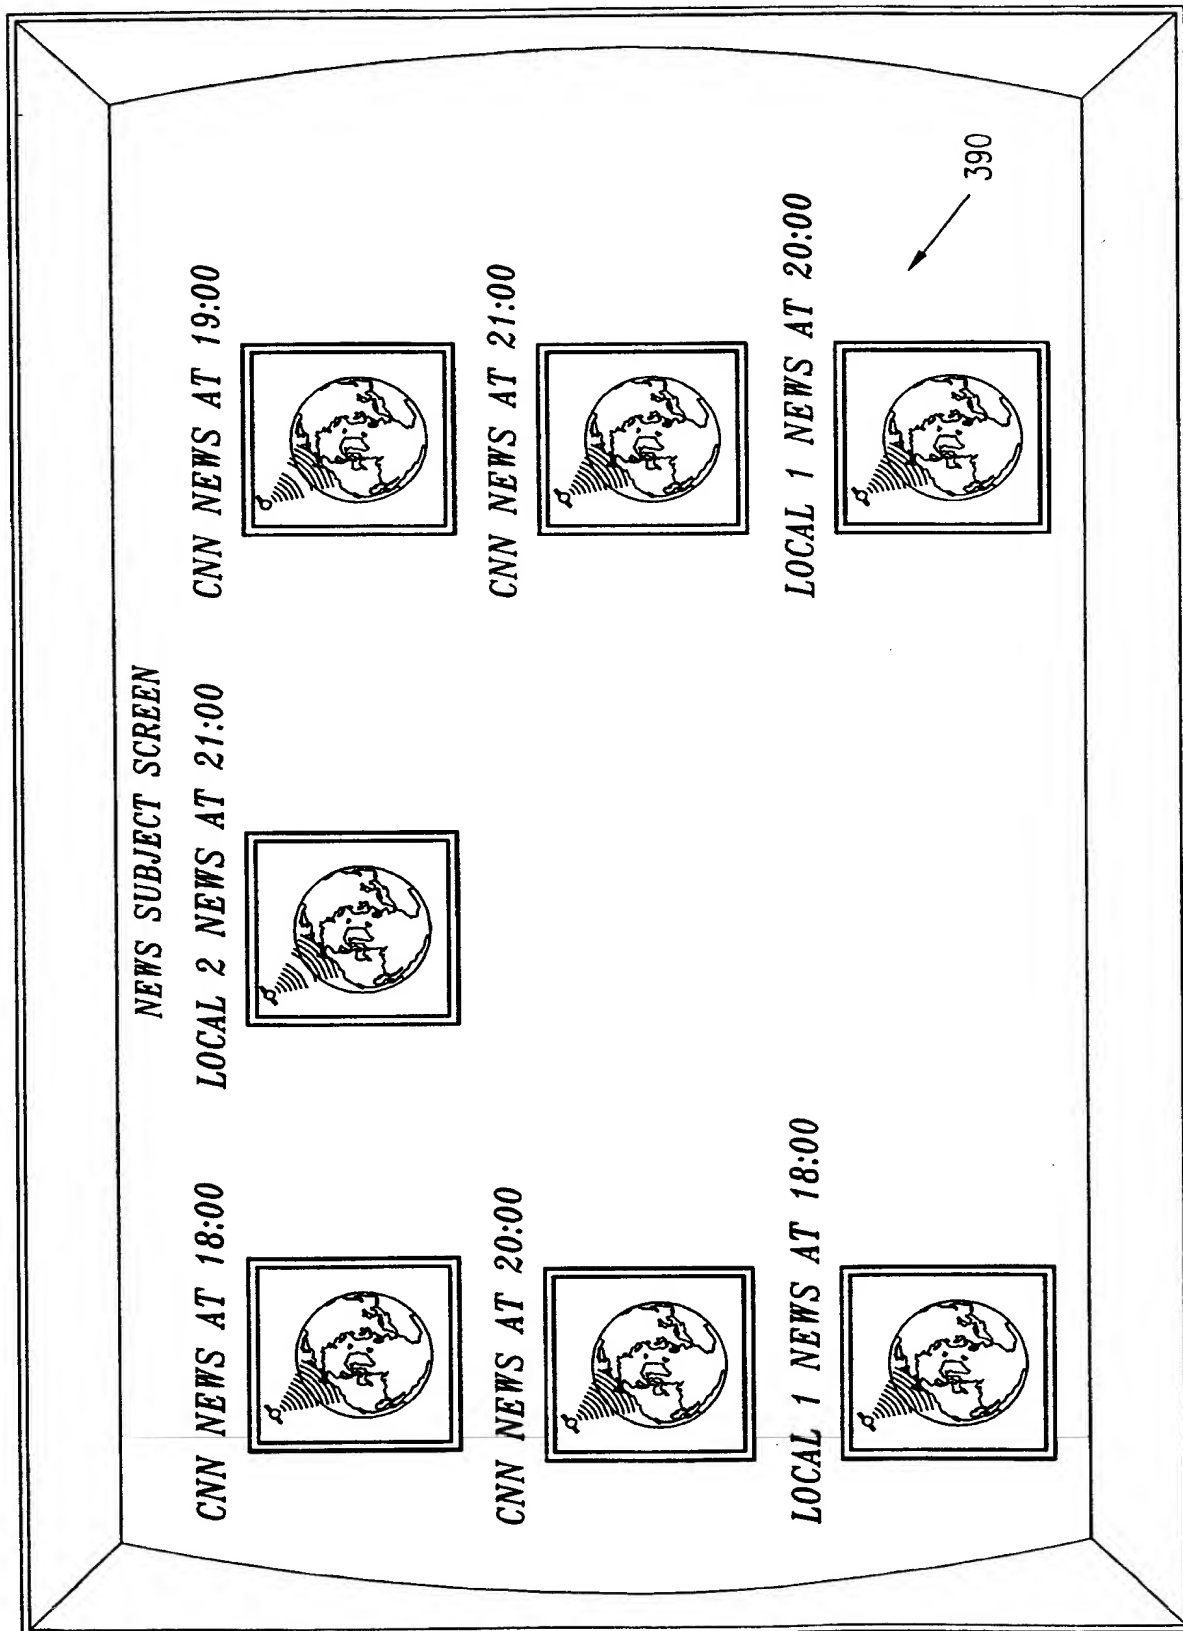 NEWS SUBJECT SCREEN
CNN NEWS AT 18:00
LOCAL 2 NEWS AT 21:00
CNN NEWS AT 19:00
CNN NEWS AT 20:00
CNN NEWS AT 21:00
LOCAL 1 NEWS AT 18:00
LOCAL 1 NEWS AT 20:00
390